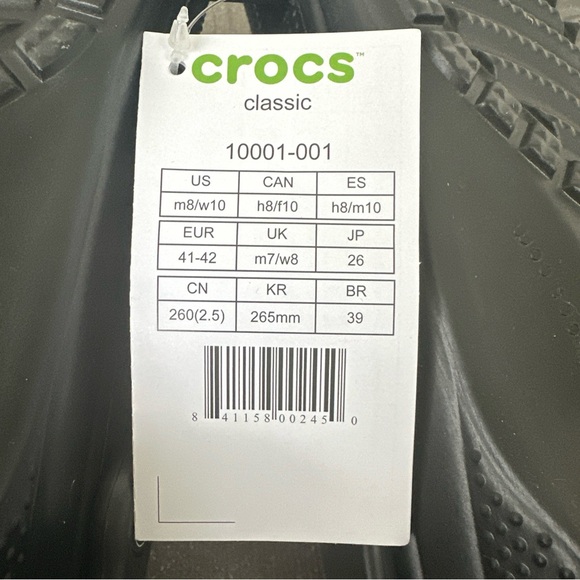 crocs™
classic
10001-001
US CAN ES
m8/w10 h8/f10 h8/m10
EUR UK JP
41-42 m7/w8 26
CN KR BR
260(2.5) 265mm 39
8 41158 00245 0